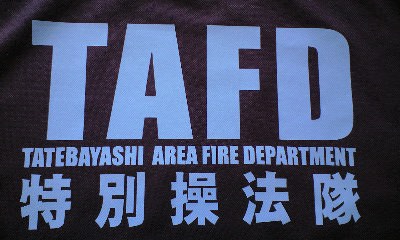 TAFD
TATEBAYASHI AREA FIRE DEPARTMENT
特別操法隊